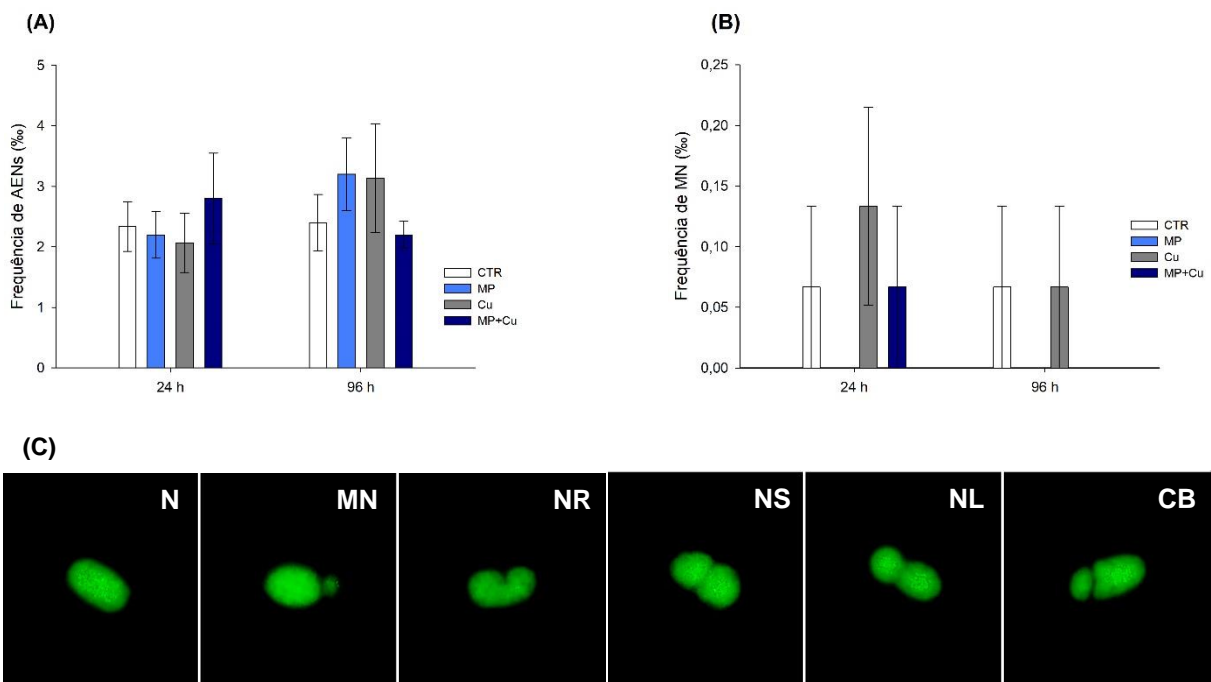 (A)
5
4
3
2
1
0
Frequência de AENs (‰)
24 h
96 h
CTR
MP
Cu
MP+Cu
(B)
0,25
0,20
0,15
0,10
0,05
0,00
Frequência de MN (‰)
24 h
96 h
CTR
MP
Cu
MP+Cu
(C)
N
MN
NR
NS
NL
CB